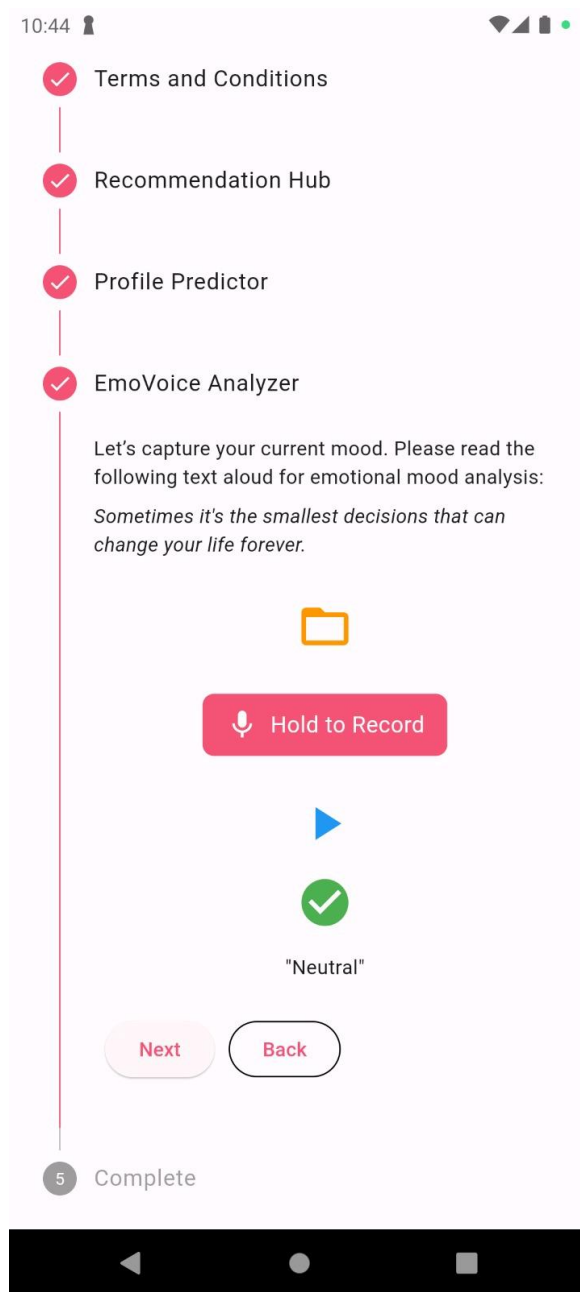 10:44
Terms and Conditions
Recommendation Hub
Profile Predictor
EmoVoice Analyzer
Let’s capture your current mood. Please read the
following text aloud for emotional mood analysis:
Sometimes it's the smallest decisions that can
change your life forever.
Hold to Record
"Neutral"
Next Back
5 Complete